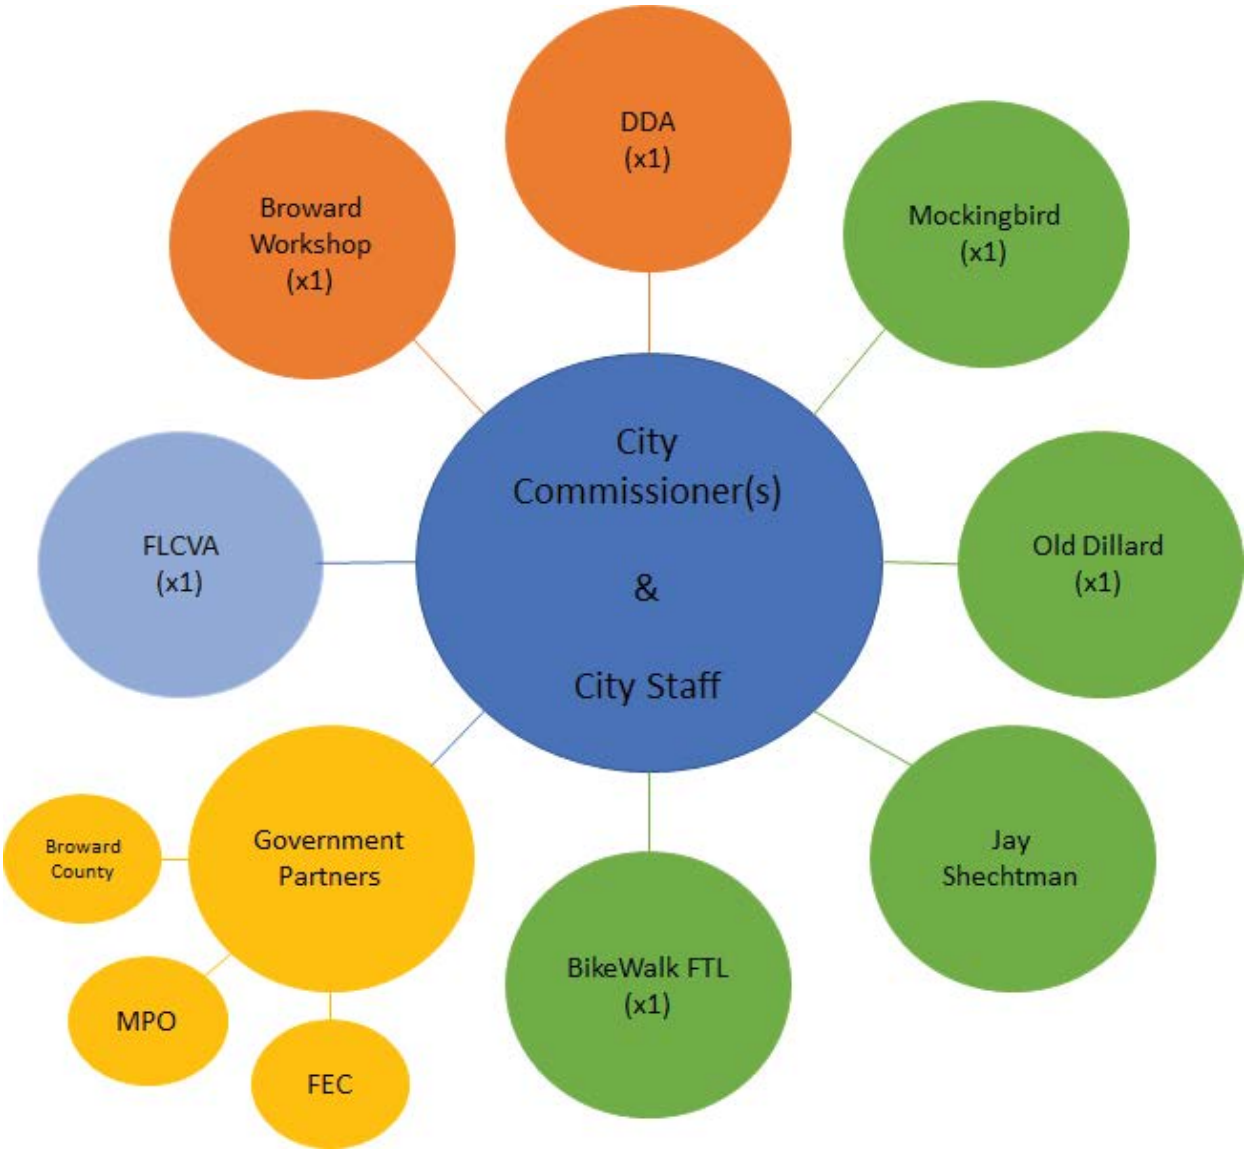 DDA
(x1)
Mockingbird
(x1)
Broward
Workshop
(x1)
City
Commissioner(s)
&
City Staff
FLCVA
(x1)
Old Dillard
(x1)
Government
Partners
Broward
County
MPO
FEC
Jay
Shechtman
BikeWalk FTL
(x1)